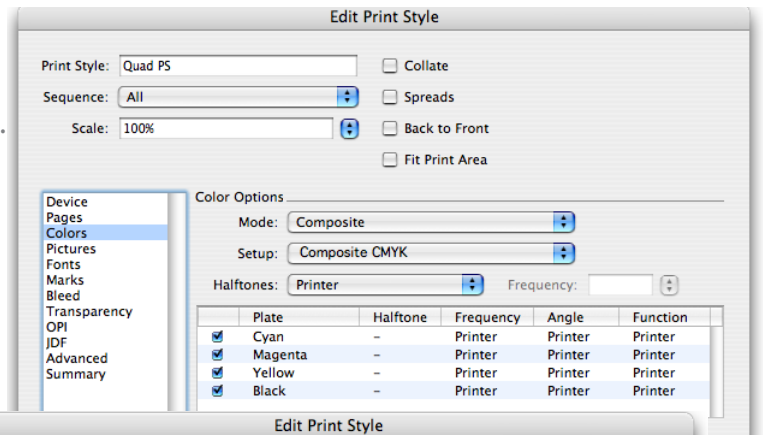 Edit Print Style
Print Style: Quad PS
Collate
Sequence: All
Spreads
Scale: 100%
Back to Front
Fit Print Area
Device
Pages
Colors
Pictures
Fonts
Marks
Bleed
Transparency
OPI
JDF
Advanced
Summary
Color Options
Mode: Composite
Setup: Composite CMYK
Halftones: Printer
Frequency:
Plate Halftone Frequency Angle Function
Cyan – Printer Printer Printer
Magenta – Printer Printer Printer
Yellow – Printer Printer Printer
Black – Printer Printer Printer
Edit Print Style